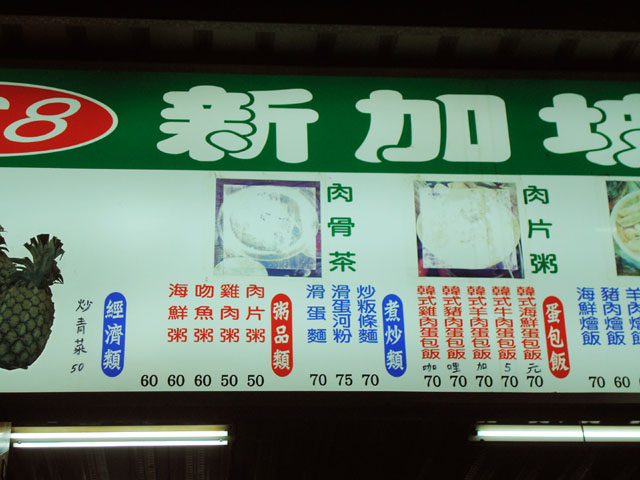 8 新加坡
肉骨茶
肉片粥
蛋包飯
韓式海鮮蛋包飯 70
韓式牛肉蛋包飯 70
韓式羊肉蛋包飯 70
韓式豬肉蛋包飯 70
韓式雞肉蛋包飯 70
咖哩加5元
煮炒類
炒粄條麵 70
滑蛋河粉 75
滑蛋麵 70
粥品類
肉片粥 50
雞肉粥 50
吻魚粥 60
海鮮粥 60
經濟類
炒青菜 50
羊肉燴飯
豬肉燴飯 60
海鮮燴飯 70